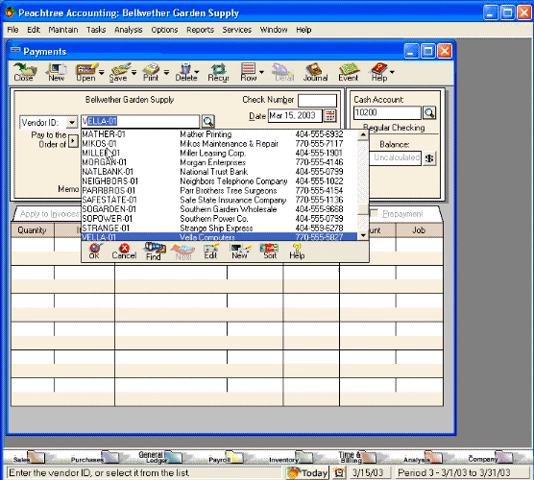 Peachtree Accounting: Bellwether Garden Supply
File Edit Maintain Tasks Analysis Options Reports Services Window Help
Payments
Close New Open Save Print Delete Recur Row Detail Journal Event Help
Bellwether Garden Supply Check Number Cash Account:
Vendor ID: VELLA-01 Date Mar 15, 2003 10200
Regular Checking
Pay to the
Order of
Balance:
Uncalculated
Memo
MATHER-01 Mather Printing 404-555-6932
MIKOS-01 Mikos Maintenance & Repair 770-555-7117
MILLER-01 Miller Leasing Corp. 404-555-1901
MORGAN-01 Morgan Enterprises 770-555-4146
NATLBANK-01 National Trust Bank 404-555-0799
NEIGHBORS-01 Neighbors Telephone Company 404-555-1022
PARRBROS-01 Parr Brothers Tree Surgeons 770-555-4154
SAFESTATE-01 Safe State Insurance Company 770-555-1136
SOGARDEN-01 Southern Garden Wholesale 404-555-9668
SOPOWER-01 Southern Power Co. 404-555-0799
STRANGE-01 Strange Ship Express 404-559-6278
VELLA-01 Vella Computers 770-555-5827
OK Cancel Find Next Edit New Sort Help
Apply to Invoices Prepayment
Quantity unt Job
Sales Purchases General Ledger Payroll Inventory Time & Billing Analysis Company
Enter the vendor ID, or select it from the list. Today 3/15/03 Period 3 - 3/1/03 to 3/31/03